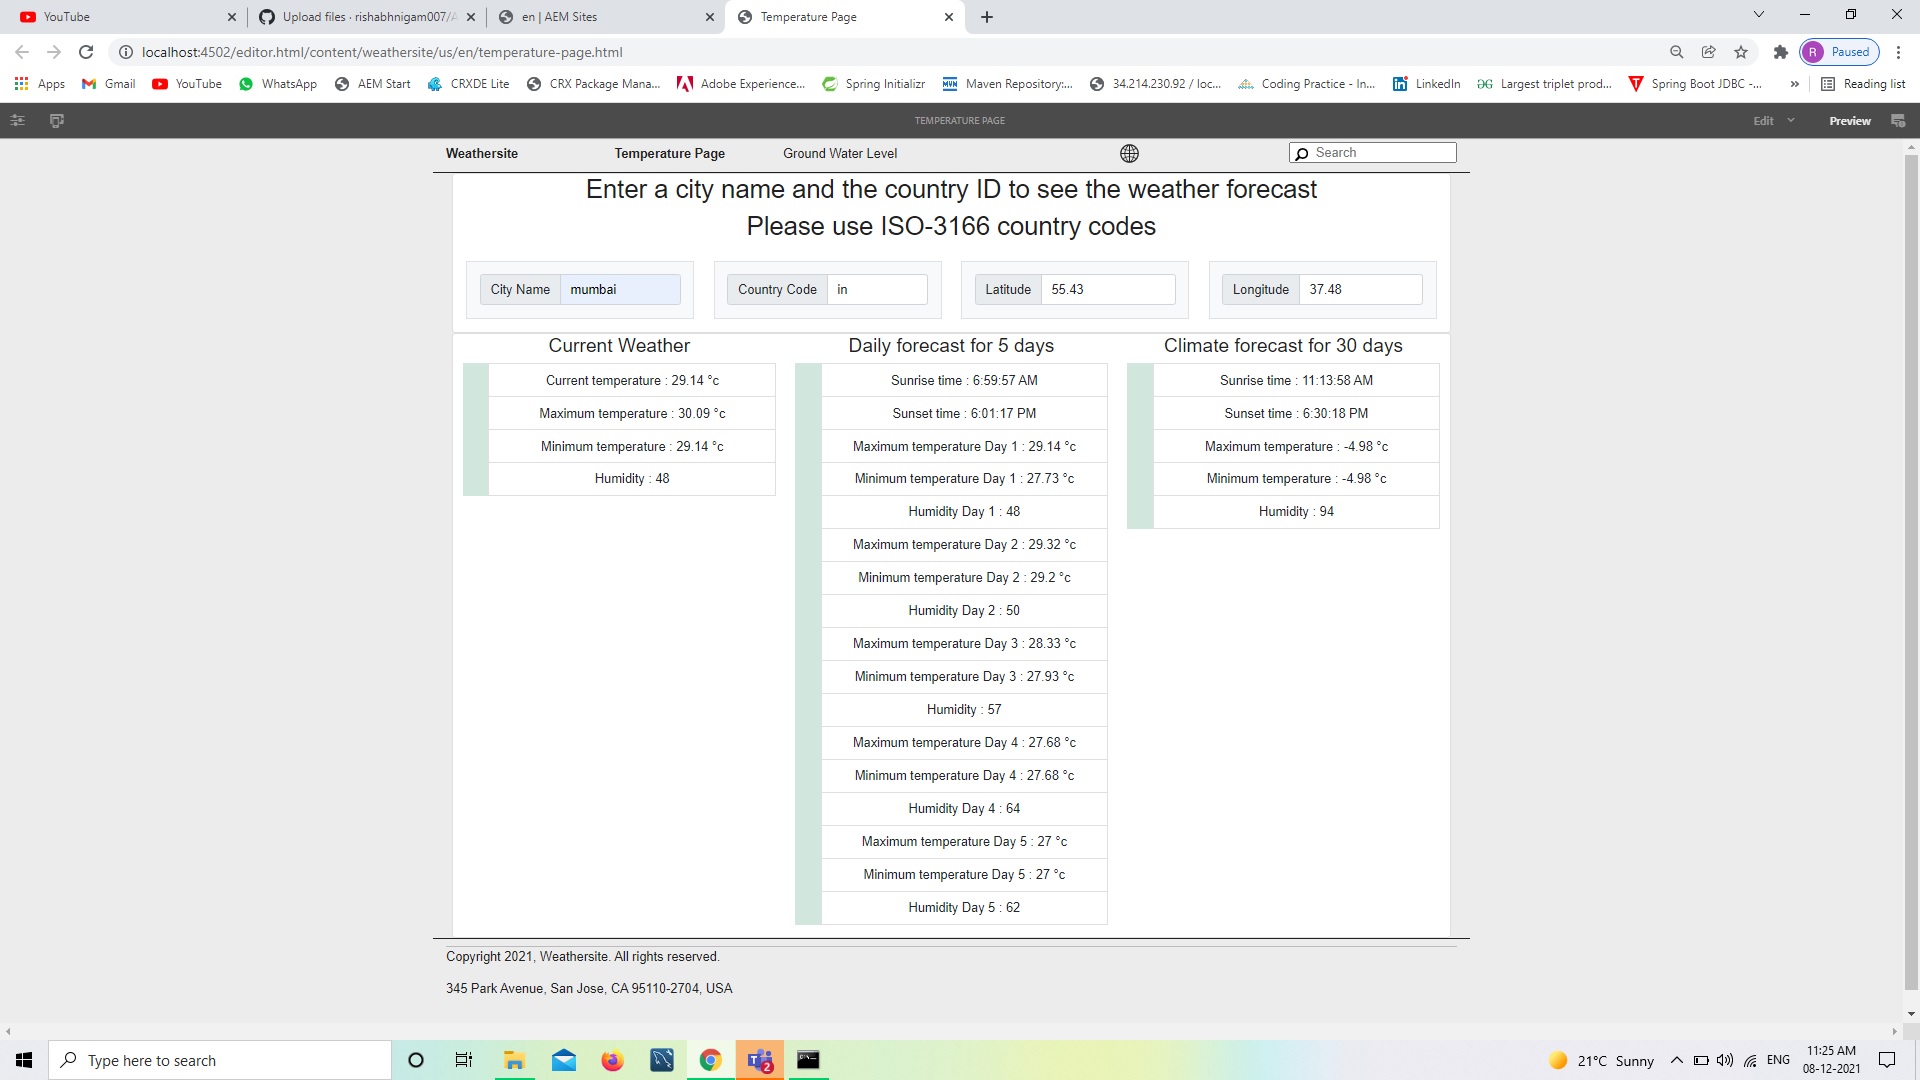 YouTube
Upload files · rishabhnigam007/A
en | AEM Sites
Temperature Page
localhost:4502/editor.html/content/weathersite/us/en/temperature-page.html
R Paused
Apps Gmail YouTube WhatsApp AEM Start CRXDE Lite CRX Package Mana... Adobe Experience... Spring Initializr Maven Repository:... 34.214.230.92 / loc... Coding Practice - In... LinkedIn Largest triplet prod... Spring Boot JDBC -... » Reading list
TEMPERATURE PAGE
Edit Preview
Weathersite Temperature Page Ground Water Level Search
Enter a city name and the country ID to see the weather forecast
Please use ISO-3166 country codes
City Name mumbai
Country Code in
Latitude 55.43
Longitude 37.48
Current Weather
Current temperature : 29.14 °c
Maximum temperature : 30.09 °c
Minimum temperature : 29.14 °c
Humidity : 48
Daily forecast for 5 days
Sunrise time : 6:59:57 AM
Sunset time : 6:01:17 PM
Maximum temperature Day 1 : 29.14 °c
Minimum temperature Day 1 : 27.73 °c
Humidity Day 1 : 48
Maximum temperature Day 2 : 29.32 °c
Minimum temperature Day 2 : 29.2 °c
Humidity Day 2 : 50
Maximum temperature Day 3 : 28.33 °c
Minimum temperature Day 3 : 27.93 °c
Humidity : 57
Maximum temperature Day 4 : 27.68 °c
Minimum temperature Day 4 : 27.68 °c
Humidity Day 4 : 64
Maximum temperature Day 5 : 27 °c
Minimum temperature Day 5 : 27 °c
Humidity Day 5 : 62
Climate forecast for 30 days
Sunrise time : 11:13:58 AM
Sunset time : 6:30:18 PM
Maximum temperature : -4.98 °c
Minimum temperature : -4.98 °c
Humidity : 94
Copyright 2021, Weathersite. All rights reserved.
345 Park Avenue, San Jose, CA 95110-2704, USA
Type here to search
2
21°C Sunny
ENG
11:25 AM
08-12-2021